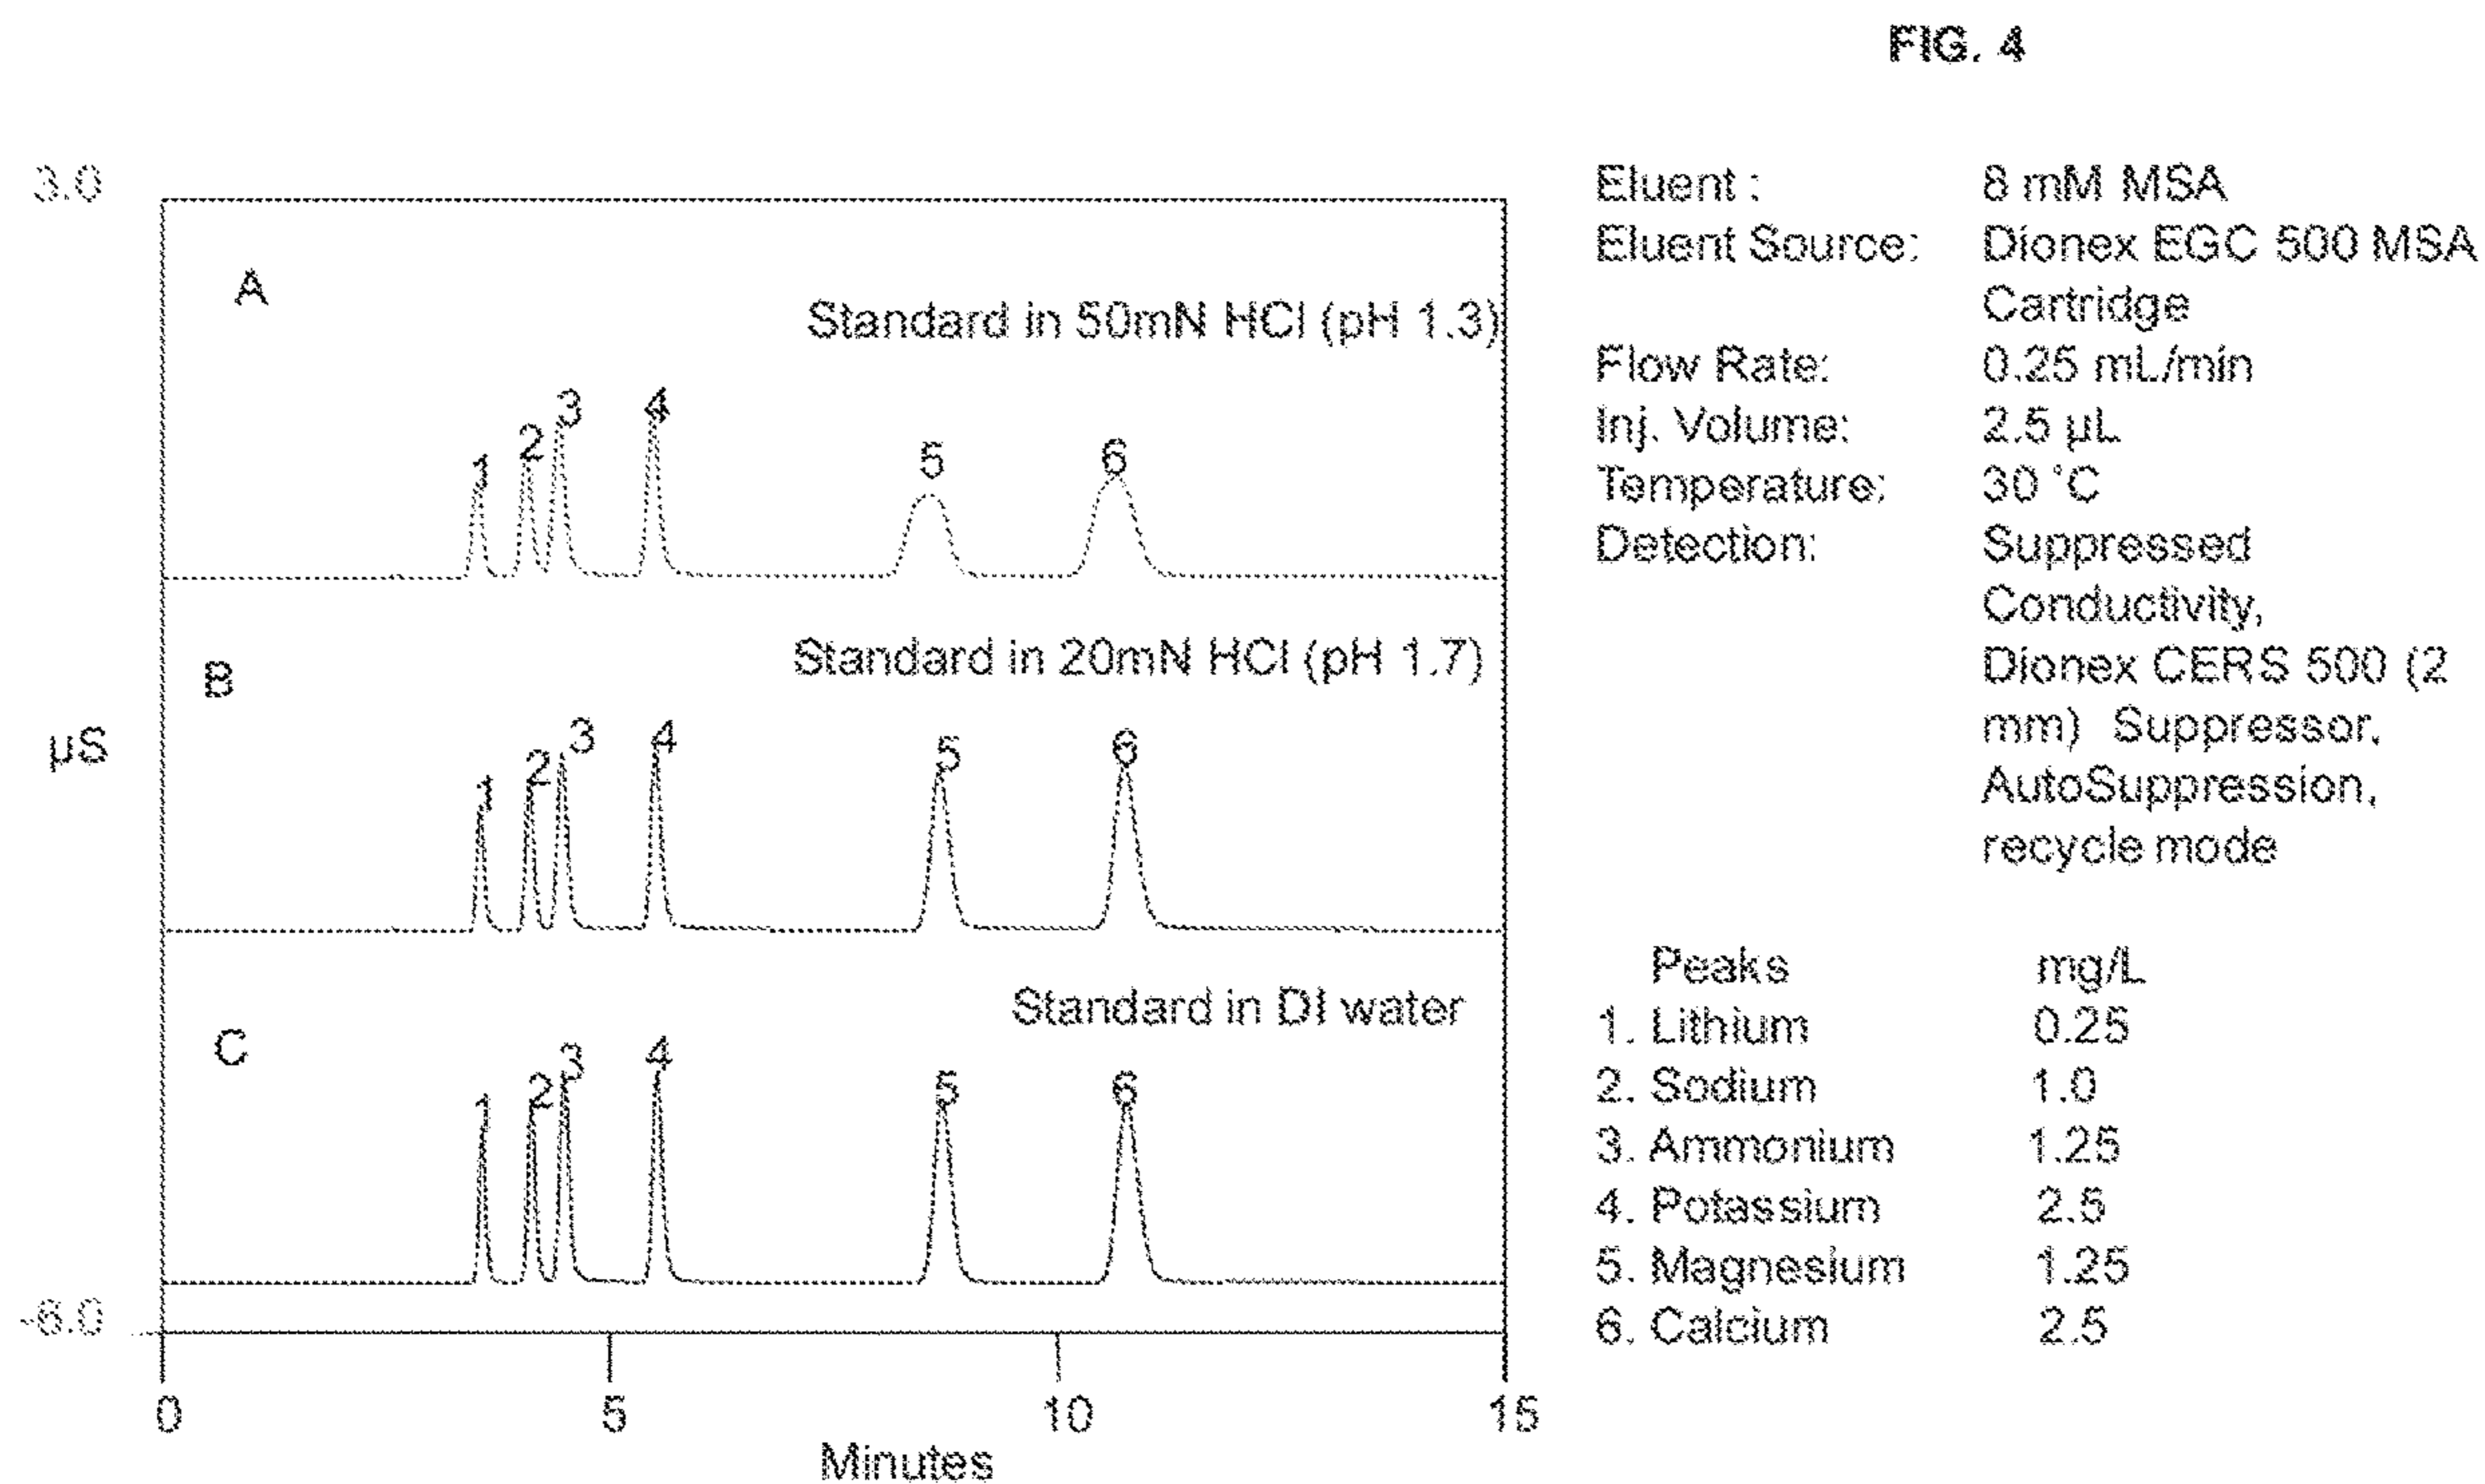 FIG. 4
3.0
A
Standard in 50mN HCl (pH 1.3)
1 2 3 4 5 6
B
Standard in 20mN HCl (pH 1.7)
µS
1 2 3 4 5 6
C
Standard in DI water
1 2 3 4 5 6
-6.0
0 5 10 15
Minutes
Eluent : 8 mM MSA
Eluent Source: Dionex EGC 500 MSA
Cartridge
Flow Rate: 0.25 mL/min
Inj. Volume: 2.5 µL
Temperature: 30 °C
Detection: Suppressed
Conductivity,
Dionex CERS 500 (2
mm) Suppressor,
AutoSuppression,
recycle mode
Peaks mg/L
1. Lithium 0.25
2. Sodium 1.0
3. Ammonium 1.25
4. Potassium 2.5
5. Magnesium 1.25
6. Calcium 2.5